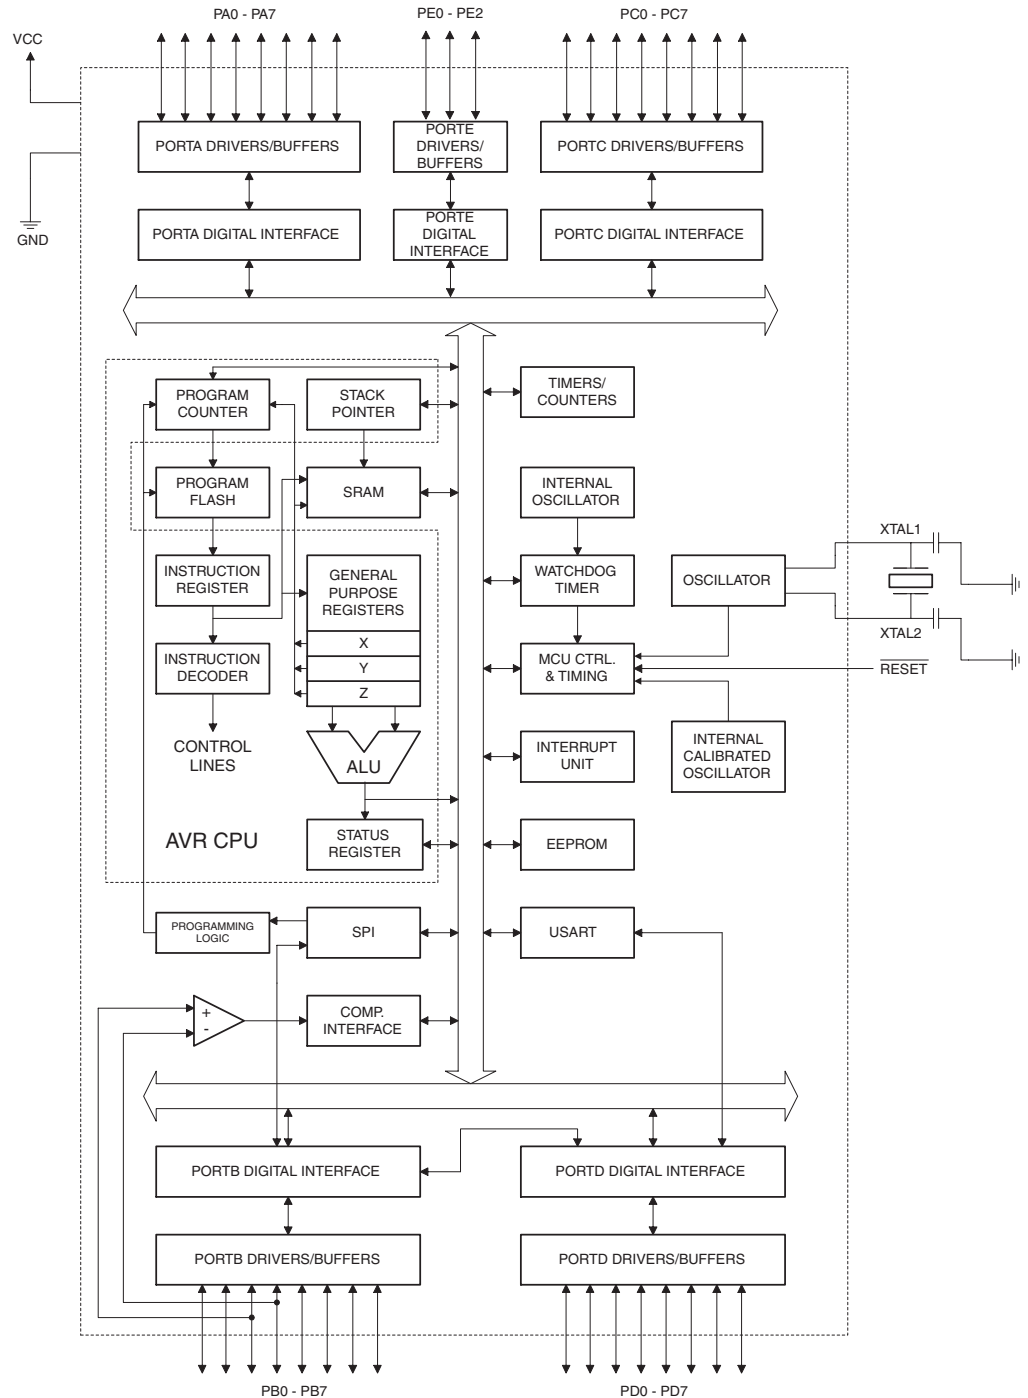 PA0 - PA7
PE0 - PE2
PC0 - PC7
VCC
PORTA DRIVERS/BUFFERS
PORTE
DRIVERS/
BUFFERS
PORTC DRIVERS/BUFFERS
GND
PORTA DIGITAL INTERFACE
PORTE
DIGITAL
INTERFACE
PORTC DIGITAL INTERFACE
PROGRAM
COUNTER
STACK
POINTER
TIMERS/
COUNTERS
PROGRAM
FLASH
SRAM
INTERNAL
OSCILLATOR
XTAL1
INSTRUCTION
REGISTER
GENERAL
PURPOSE
REGISTERS
WATCHDOG
TIMER
OSCILLATOR
XTAL2
X
Y
Z
INSTRUCTION
DECODER
MCU CTRL.
& TIMING
RESET
CONTROL
LINES
ALU
INTERRUPT
UNIT
INTERNAL
CALIBRATED
OSCILLATOR
AVR CPU
STATUS
REGISTER
EEPROM
PROGRAMMING
LOGIC
SPI
USART
+
-
COMP.
INTERFACE
PORTB DIGITAL INTERFACE
PORTD DIGITAL INTERFACE
PORTB DRIVERS/BUFFERS
PORTD DRIVERS/BUFFERS
PB0 - PB7
PD0 - PD7